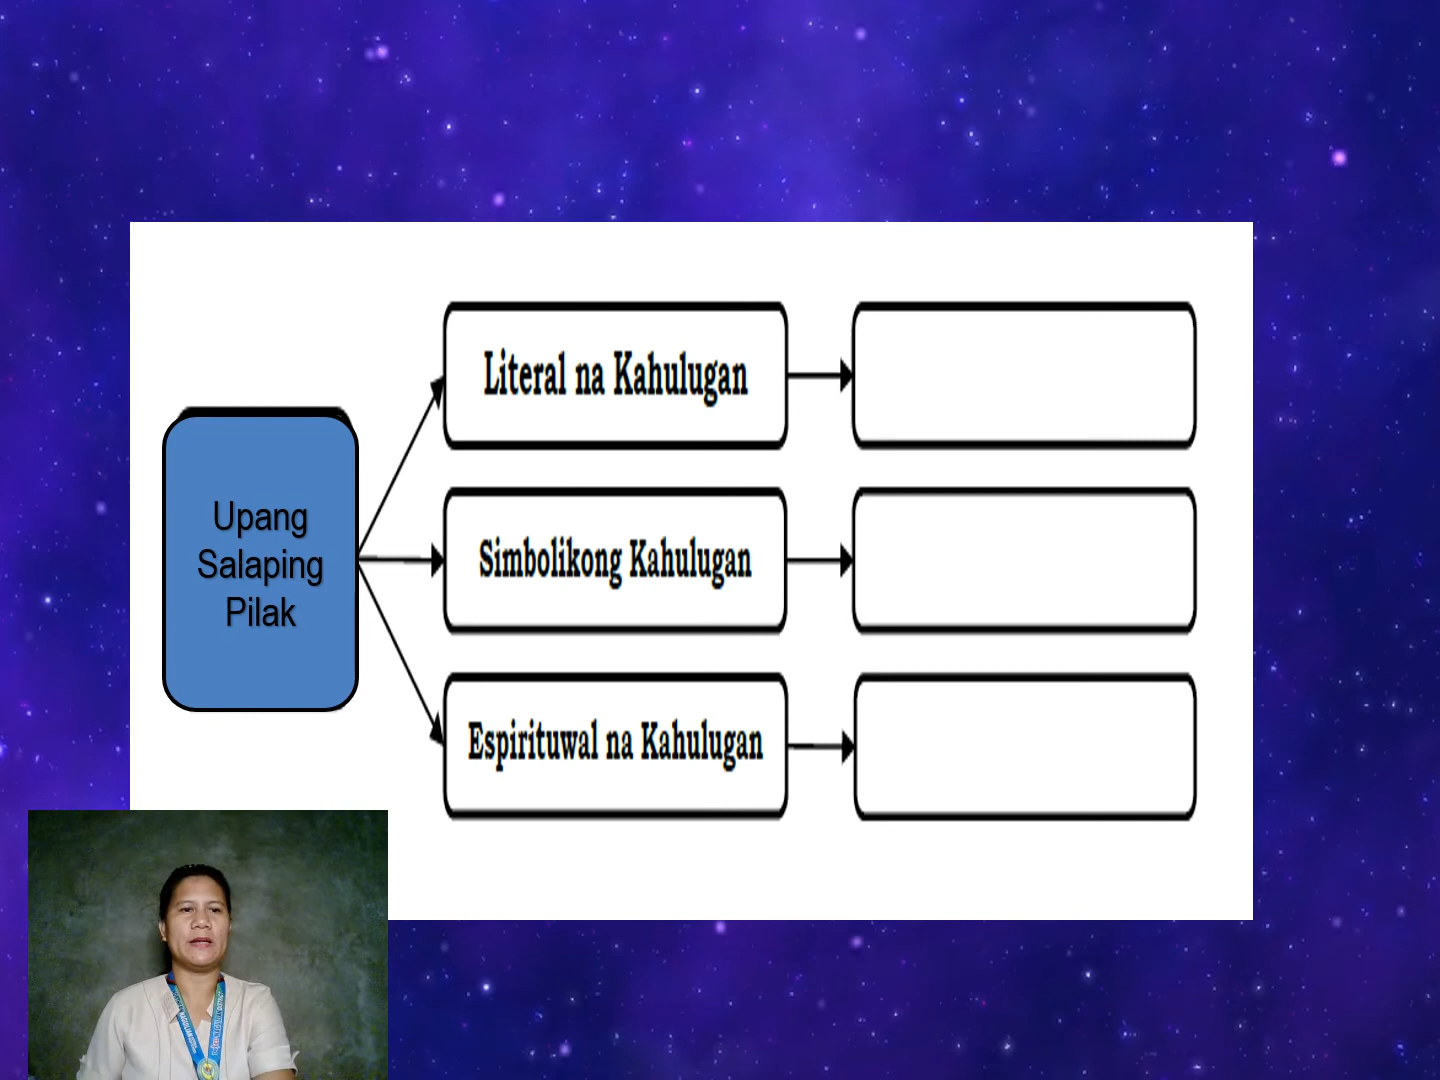 Upang
Salaping
Pilak
Literal na Kahulugan
Simbolikong Kahulugan
Espirituwal na Kahulugan